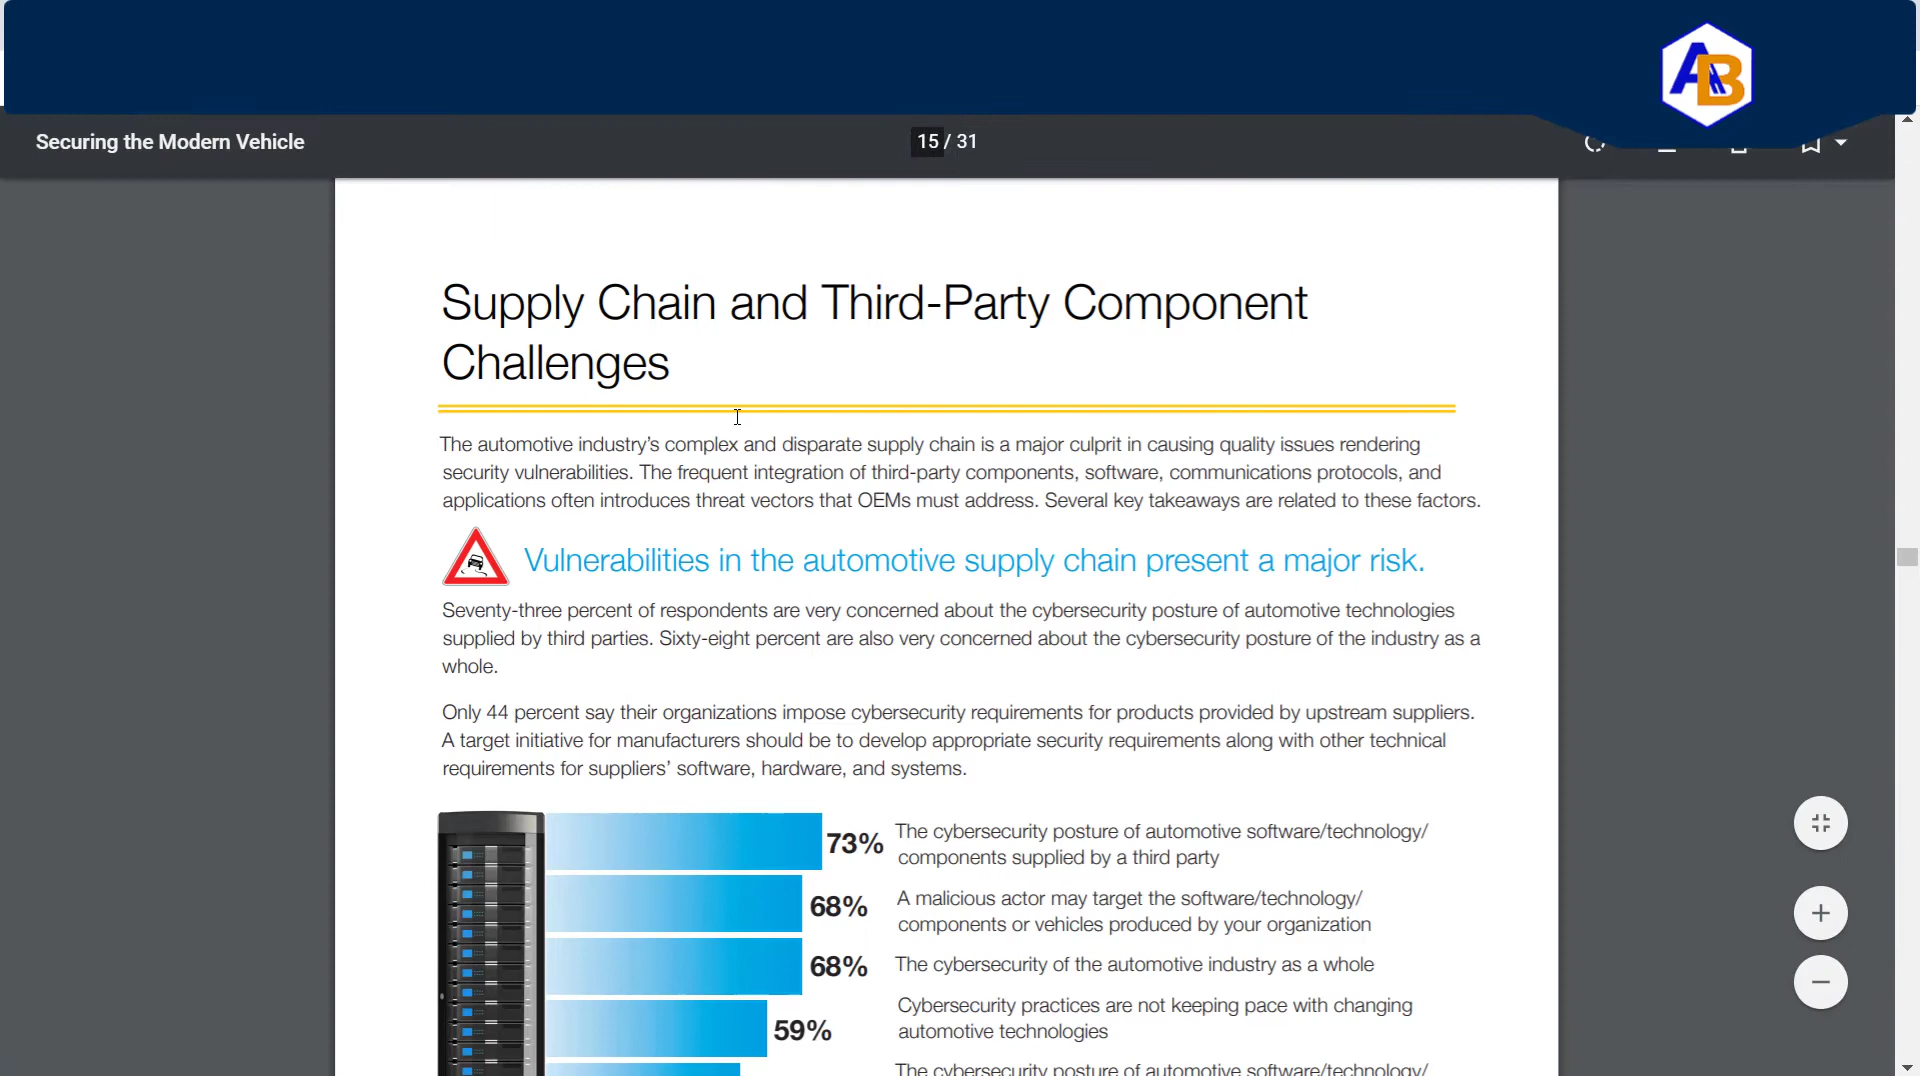 AB
Securing the Modern Vehicle
15 / 31
Supply Chain and Third-Party Component
Challenges
The automotive industry's complex and disparate supply chain is a major culprit in causing quality issues rendering
security vulnerabilities. The frequent integration of third-party components, software, communications protocols, and
applications often introduces threat vectors that OEMs must address. Several key takeaways are related to these factors.
Vulnerabilities in the automotive supply chain present a major risk.
Seventy-three percent of respondents are very concerned about the cybersecurity posture of automotive technologies
supplied by third parties. Sixty-eight percent are also very concerned about the cybersecurity posture of the industry as a
whole.
Only 44 percent say their organizations impose cybersecurity requirements for products provided by upstream suppliers.
A target initiative for manufacturers should be to develop appropriate security requirements along with other technical
requirements for suppliers' software, hardware, and systems.
73% The cybersecurity posture of automotive software/technology/
components supplied by a third party
68% A malicious actor may target the software/technology/
components or vehicles produced by your organization
68% The cybersecurity of the automotive industry as a whole
59% Cybersecurity practices are not keeping pace with changing
automotive technologies
The cybersecurity posture of automotive software/technology/